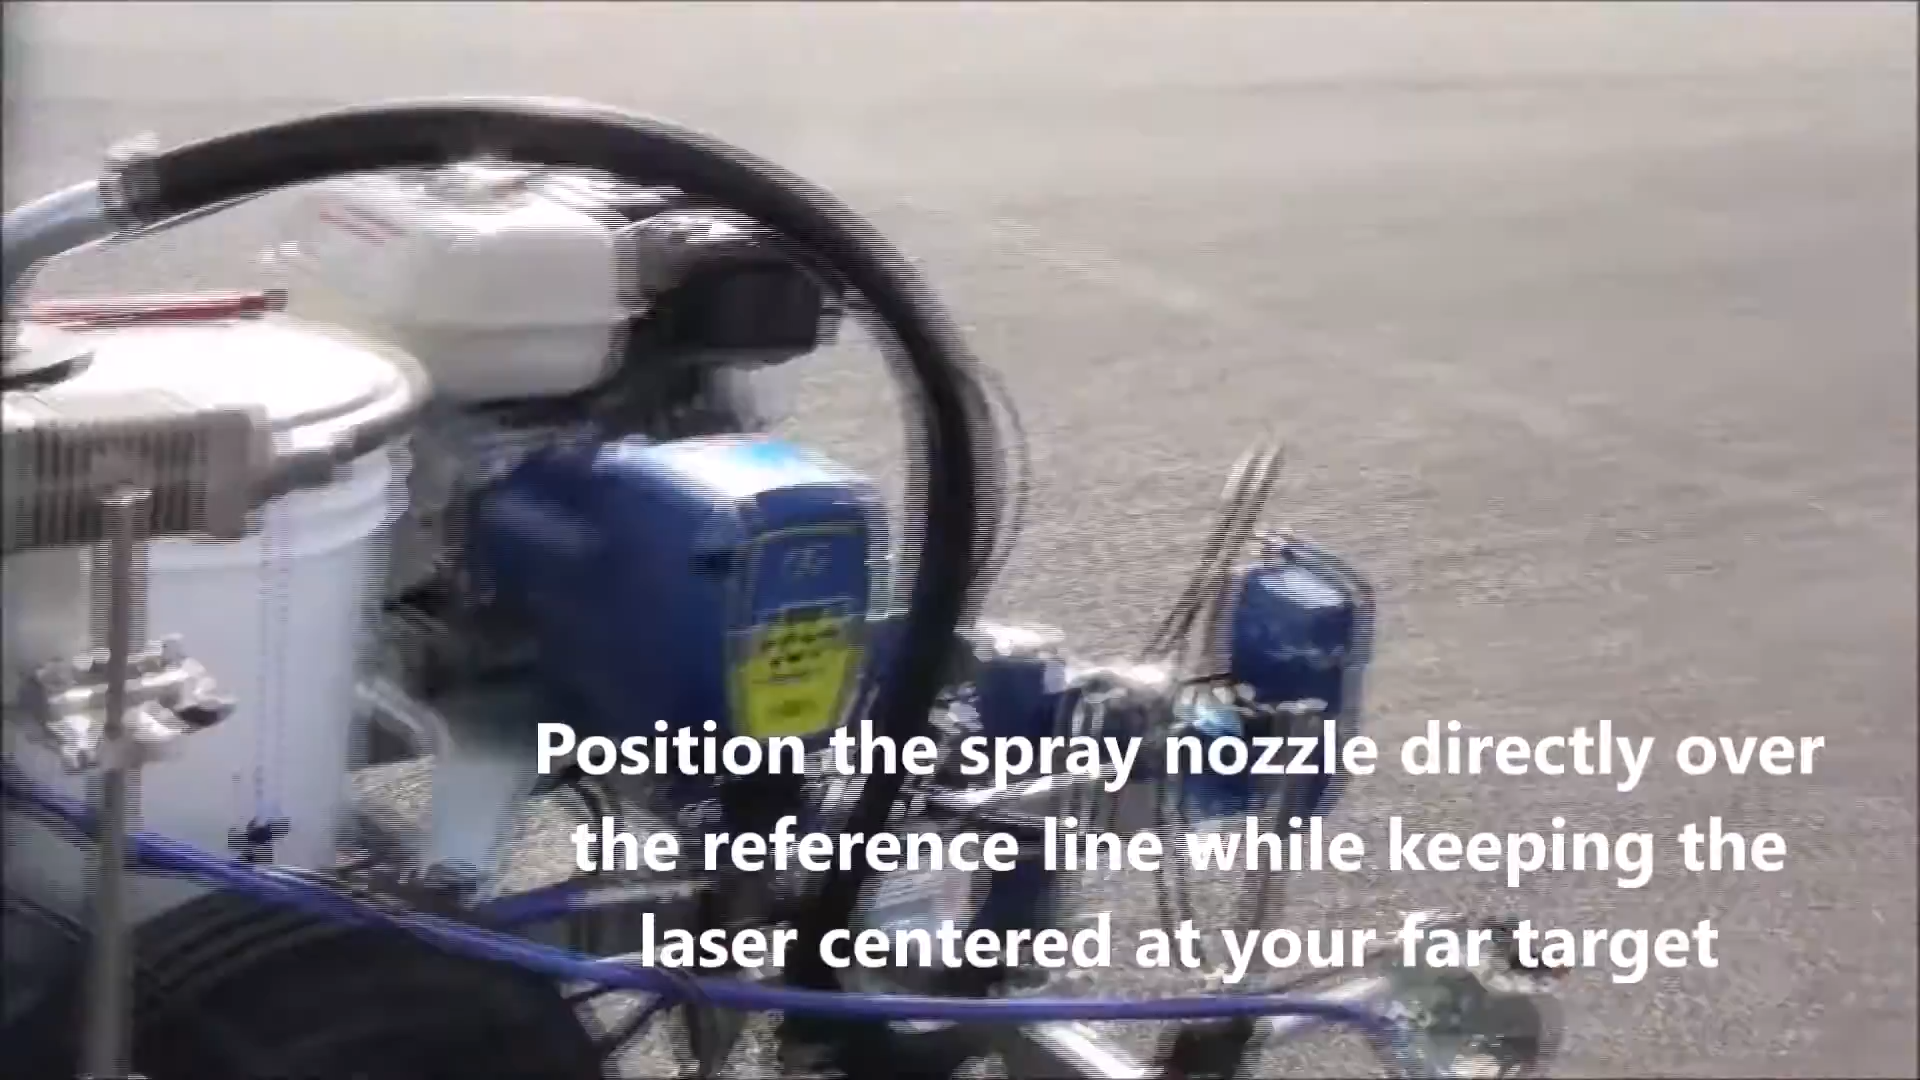 Position the spray nozzle directly over
the reference line while keeping the
laser centered at your far target